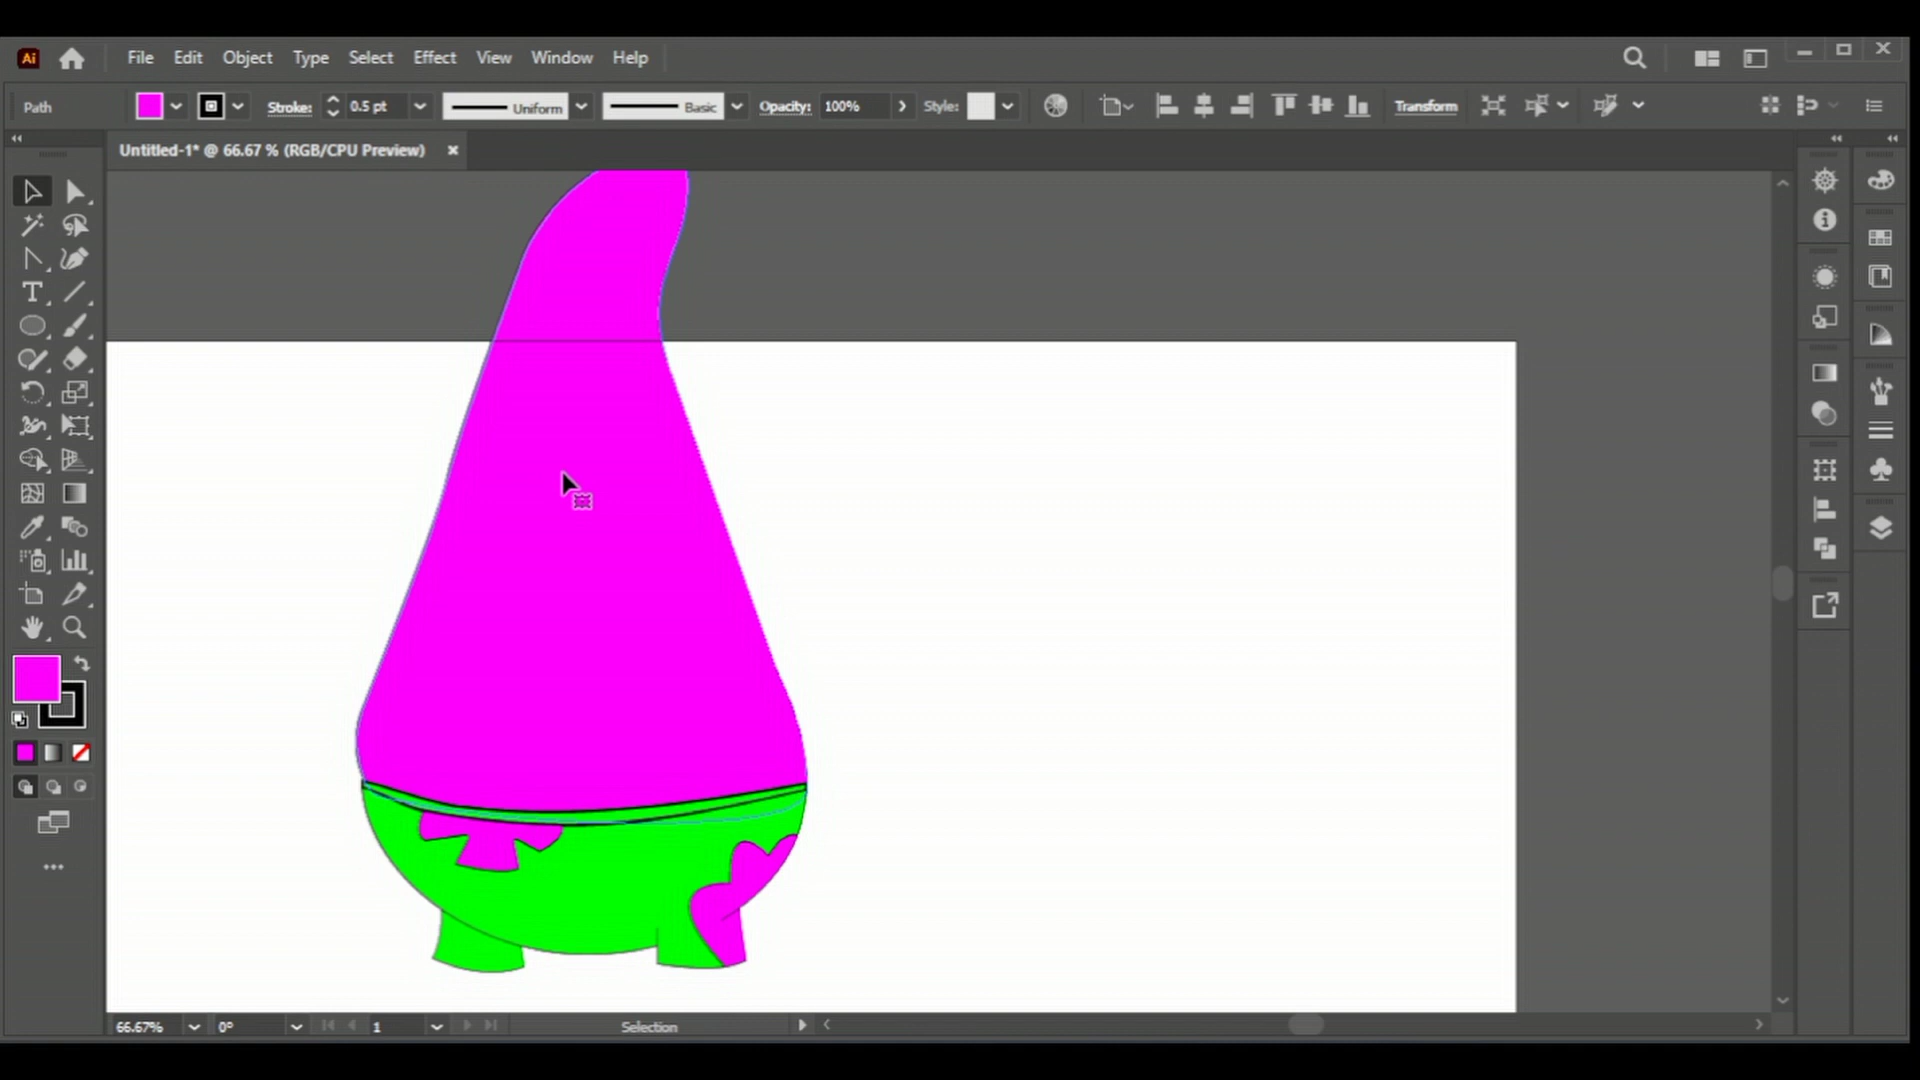 Ai File Edit Object Type Select Effect View Window Help
Path Stroke: 0.5 pt Uniform Basic Opacity: 100% Style: Transform
Untitled-1* @ 66.67 % (RGB/CPU Preview)
66.67% 0° 1 Selection